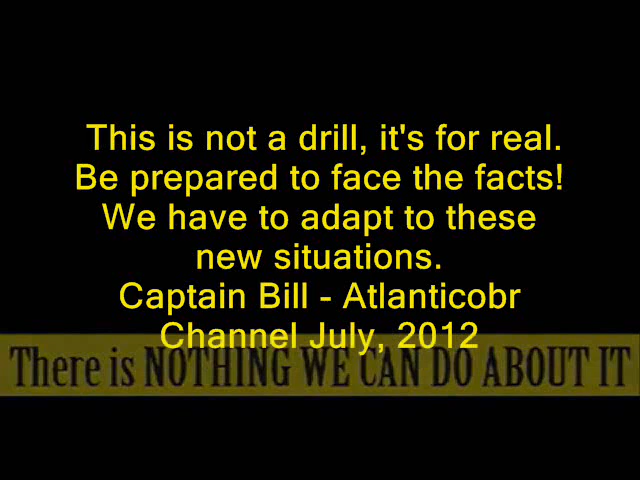 This is not a drill, it's for real.
Be prepared to face the facts!
We have to adapt to these
new situations.
Captain Bill - Atlanticobr
Channel July, 2012
There is NOTHING WE CAN DO ABOUT IT